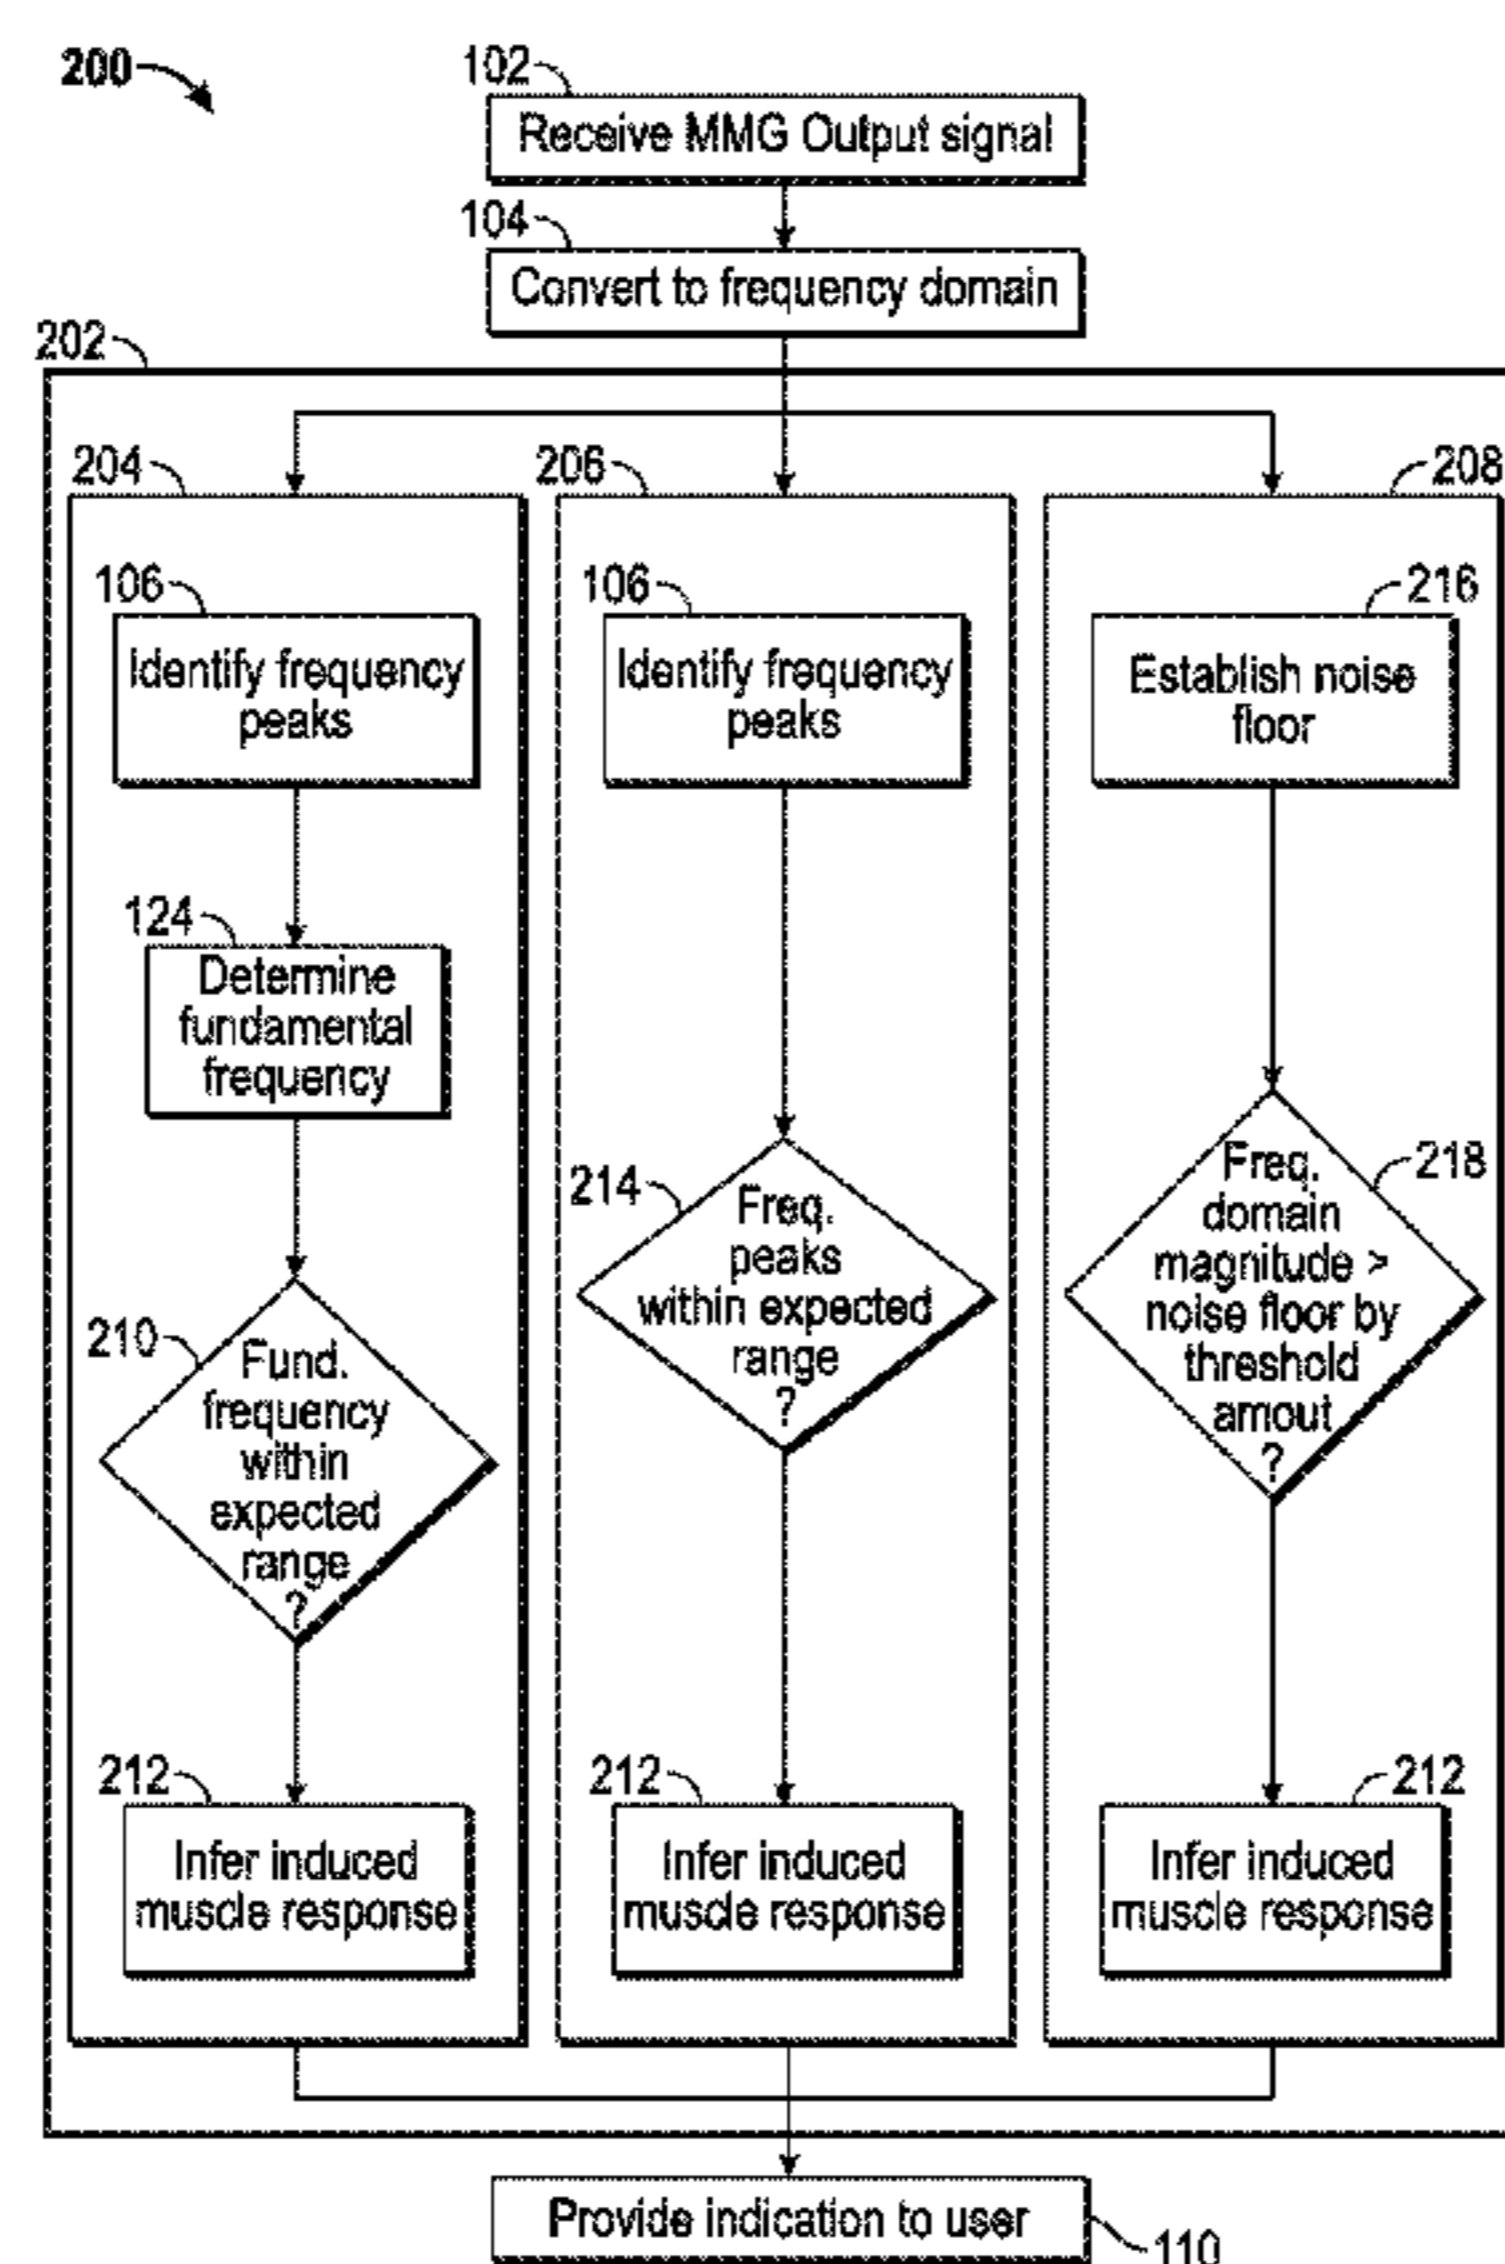 200
102
Receive MMG Output signal
104
Convert to frequency domain
202
204
206
208
106
Identify frequency
peaks
106
Identify frequency
peaks
216
Establish noise
floor
124
Determine
fundamental
frequency
210
Fund.
frequency
within
expected
range
?
214
Freq.
peaks
within expected
range
?
218
Freq.
domain
magnitude >
noise floor by
threshold
amout
?
212
Infer induced
muscle response
212
Infer induced
muscle response
212
Infer induced
muscle response
Provide indication to user
110